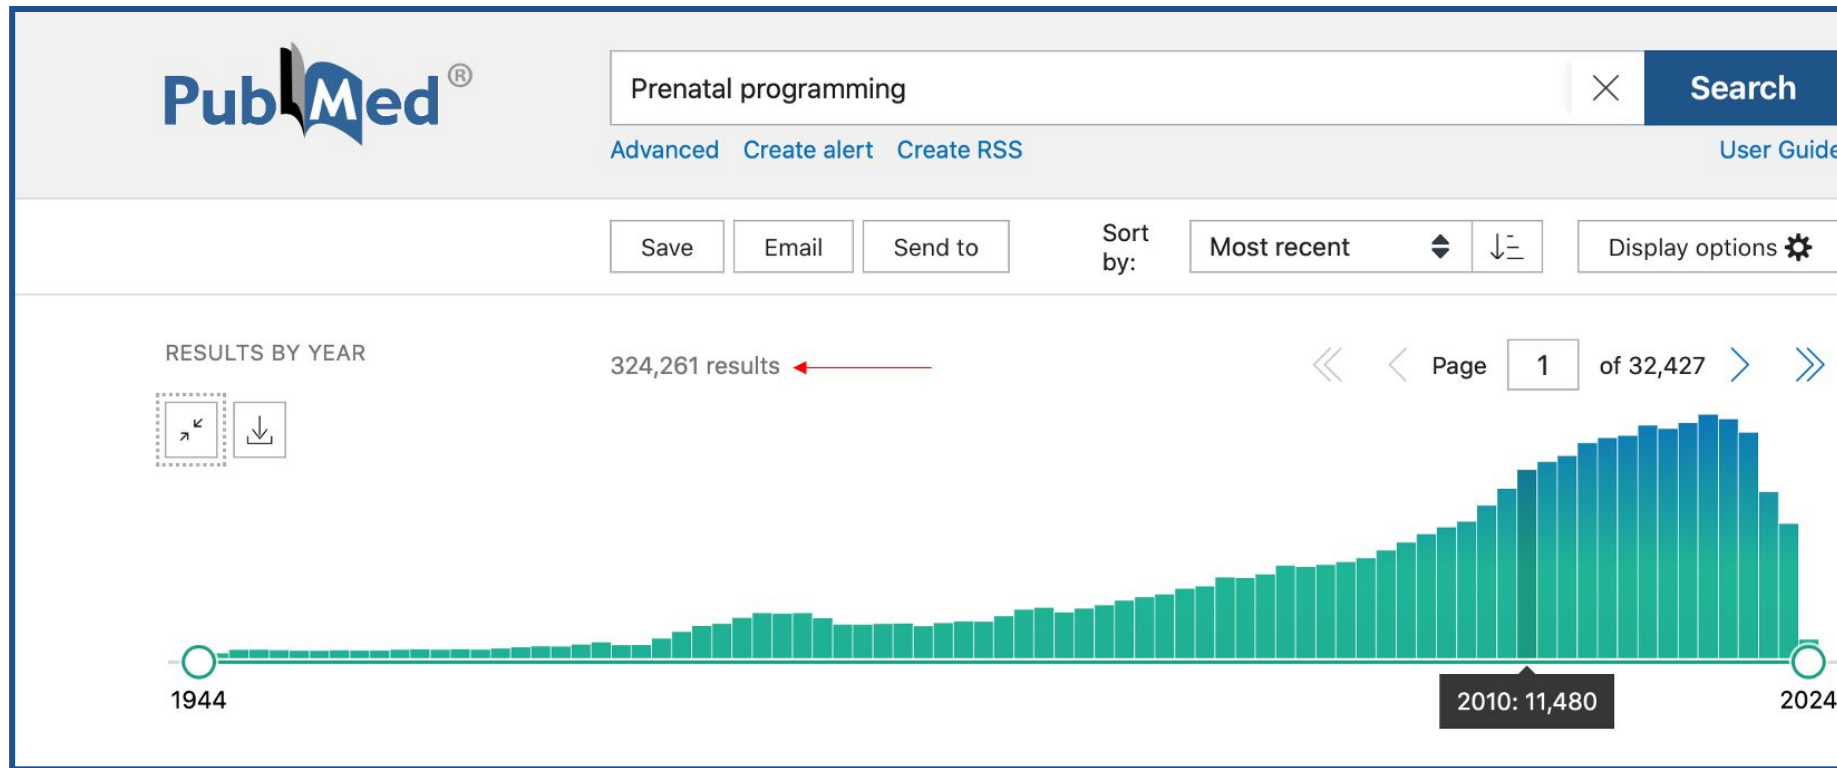 PubMed®
Prenatal programming
Search
Advanced Create alert Create RSS
User Guide
Save Email Send to
Sort by:
Most recent
Display options
RESULTS BY YEAR
324,261 results
Page 1 of 32,427
2010: 11,480
1944
2024